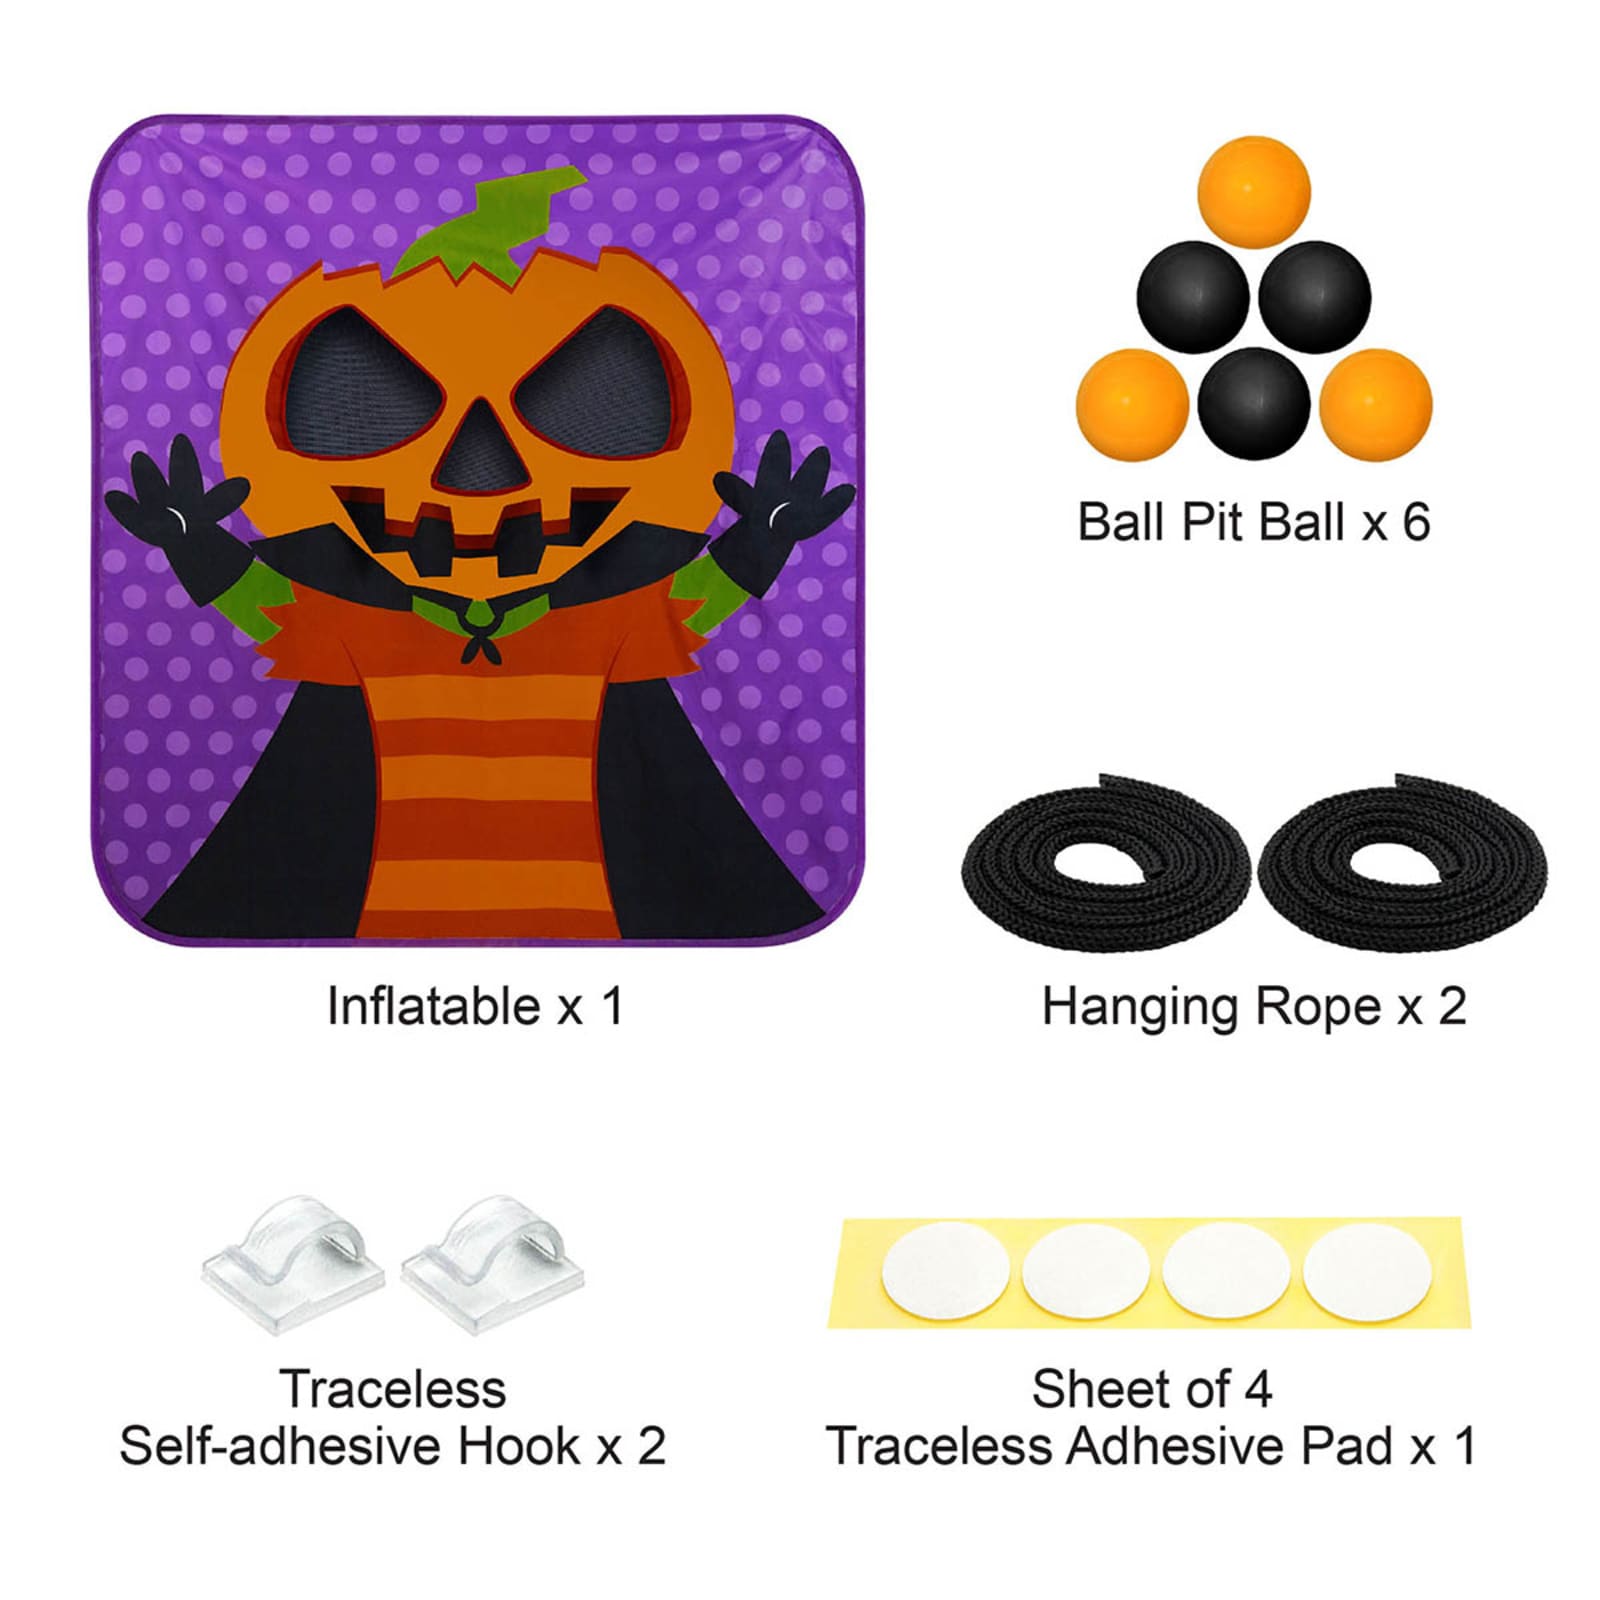 Ball Pit Ball x 6
Inflatable x 1
Hanging Rope x 2
Traceless
Self-adhesive Hook x 2
Sheet of 4
Traceless Adhesive Pad x 1